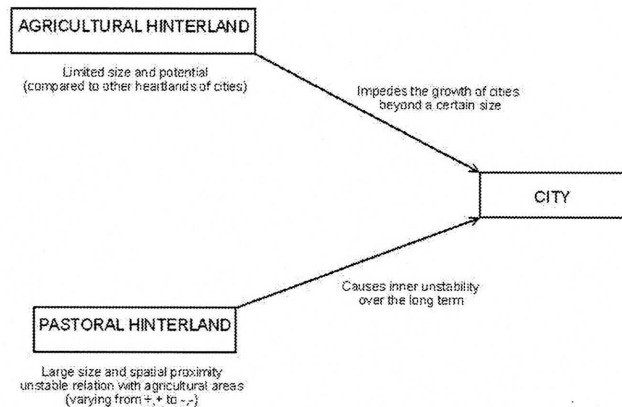 AGRICULTURAL HINTERLAND
Limited size and potential
(compared to other heartlands of cities)
Impedes the growth of cities
beyond a certain size
CITY
Causes inner unstability
over the long term
PASTORAL HINTERLAND
Large size and spatial proximity
unstable relation with agricultural areas
(varying from +,+ to -,-)